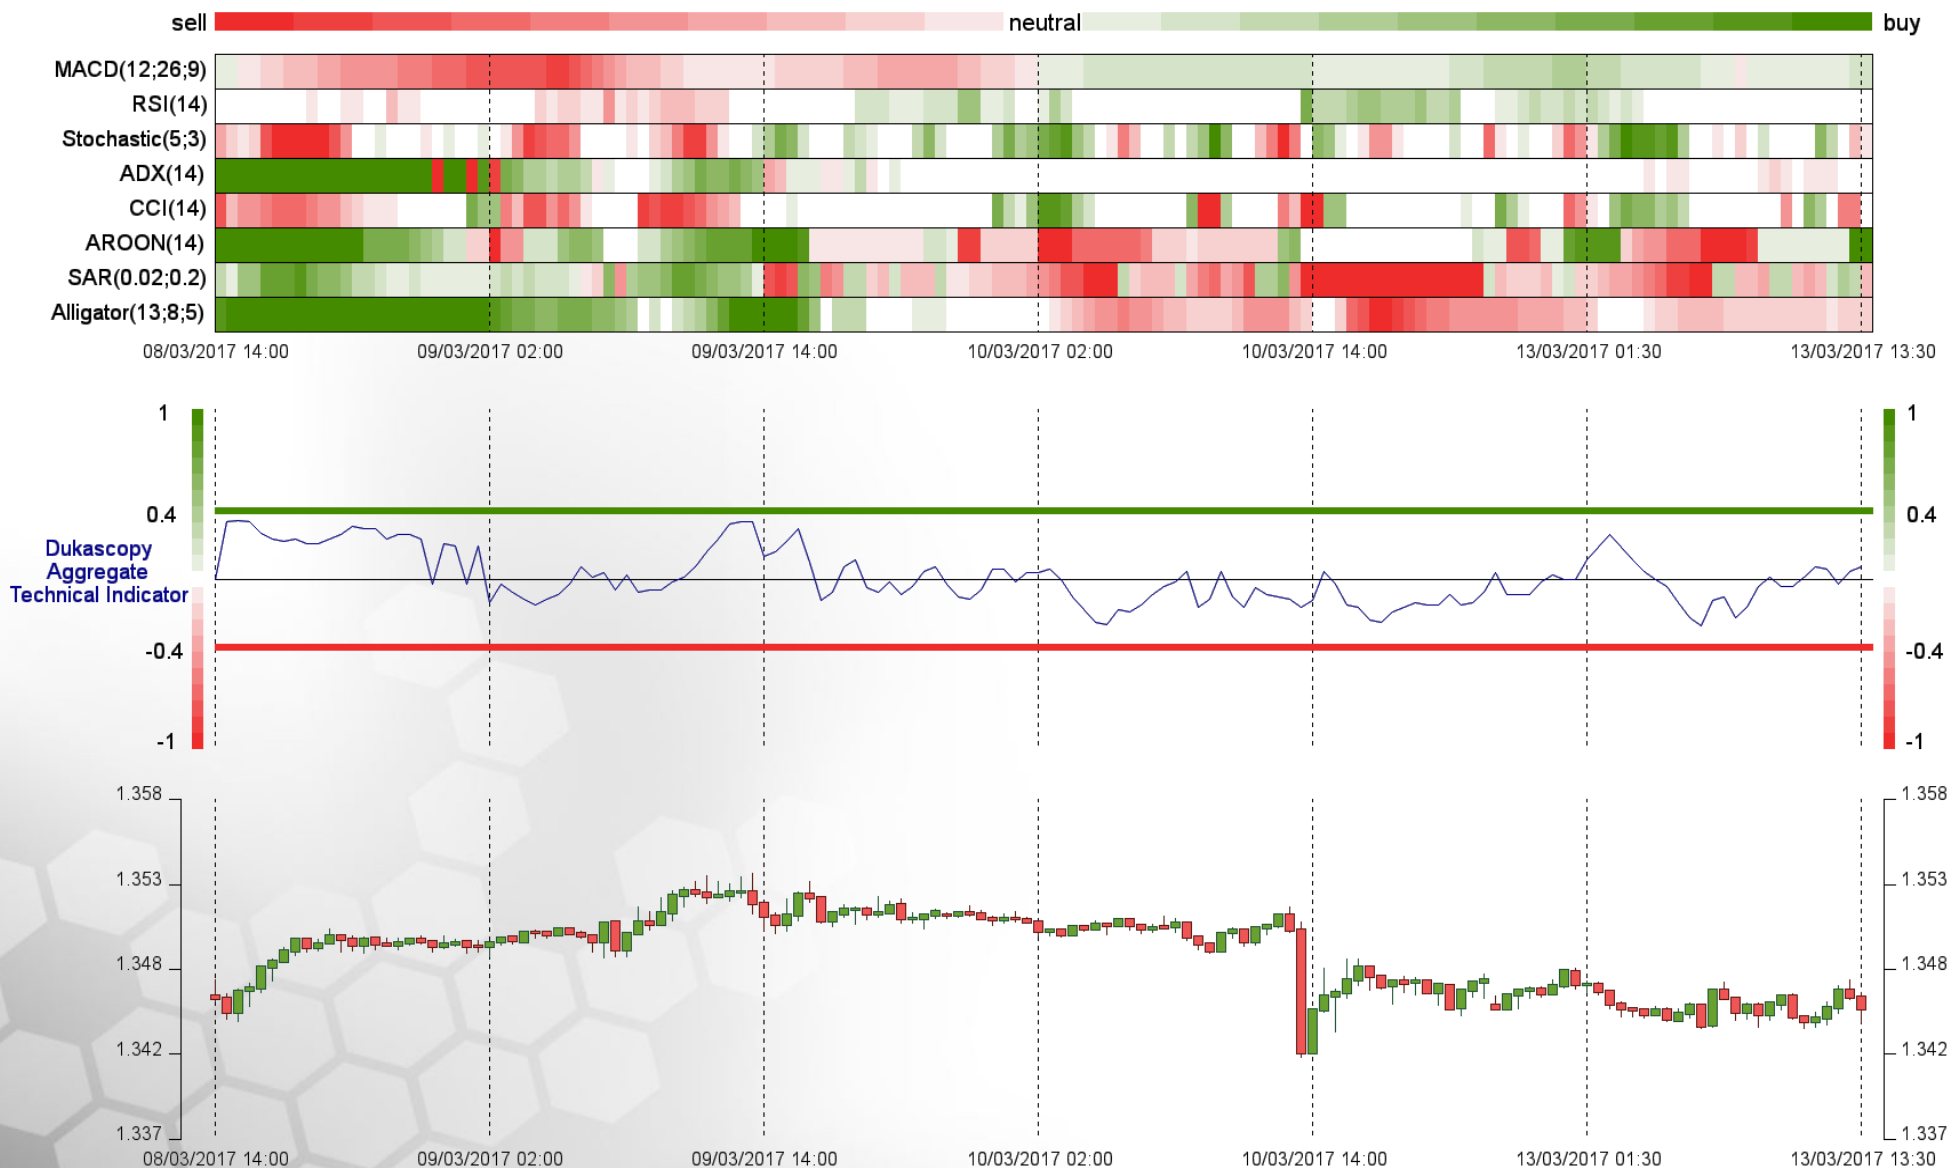 sell neutral buy
MACD(12;26;9)
RSI(14)
Stochastic(5;3)
ADX(14)
CCI(14)
AROON(14)
SAR(0.02;0.2)
Alligator(13;8;5)
08/03/2017 14:00 09/03/2017 02:00 09/03/2017 14:00 10/03/2017 02:00 10/03/2017 14:00 13/03/2017 01:30 13/03/2017 13:30
1 1
0.4 0.4
Dukascopy
Aggregate
Technical Indicator
-0.4 -0.4
-1 -1
1.358 1.358
1.353 1.353
1.348 1.348
1.342 1.342
1.337 1.337
08/03/2017 14:00 09/03/2017 02:00 09/03/2017 14:00 10/03/2017 02:00 10/03/2017 14:00 13/03/2017 01:30 13/03/2017 13:30